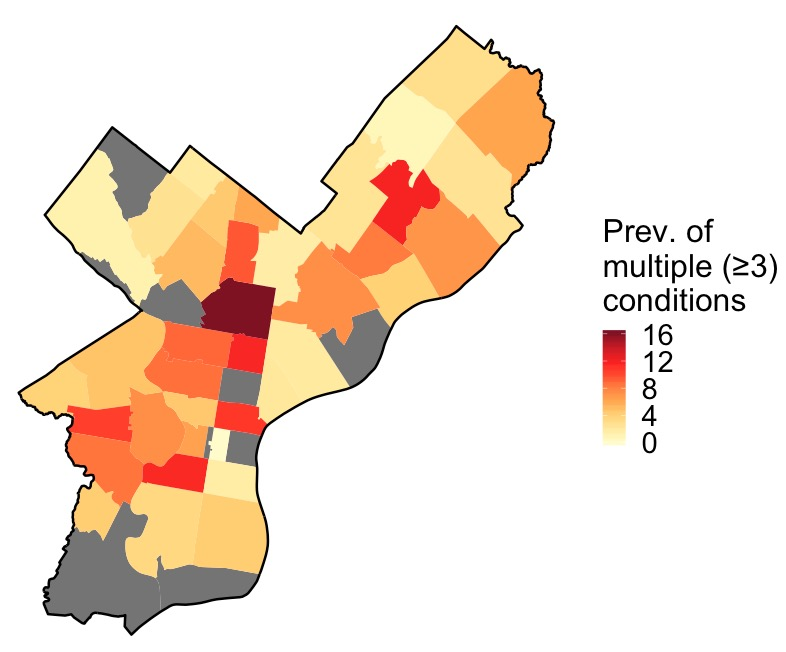 Prev. of
multiple (≥3)
conditions
16
12
8
4
0